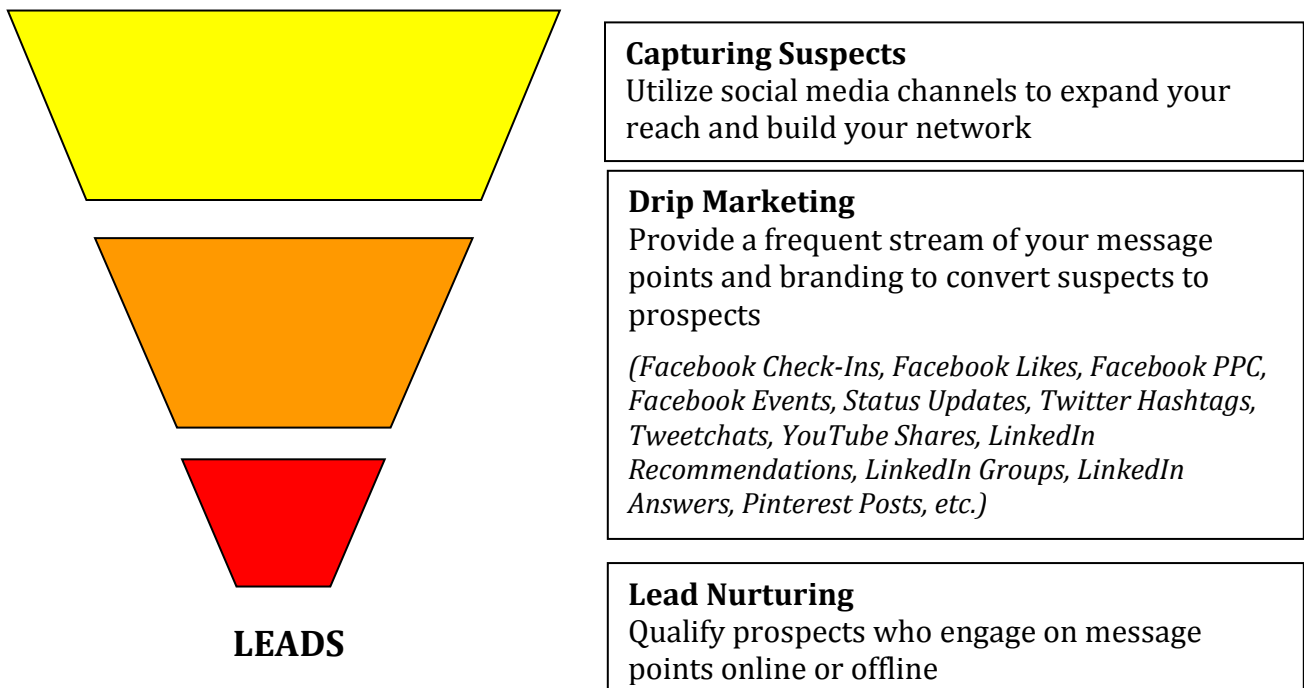 Capturing Suspects
Utilize social media channels to expand your
reach and build your network
Drip Marketing
Provide a frequent stream of your message
points and branding to convert suspects to
prospects
(Facebook Check-Ins, Facebook Likes, Facebook PPC,
Facebook Events, Status Updates, Twitter Hashtags,
Tweetchats, YouTube Shares, LinkedIn
Recommendations, LinkedIn Groups, LinkedIn
Answers, Pinterest Posts, etc.)
Lead Nurturing
Qualify prospects who engage on message
points online or offline
LEADS